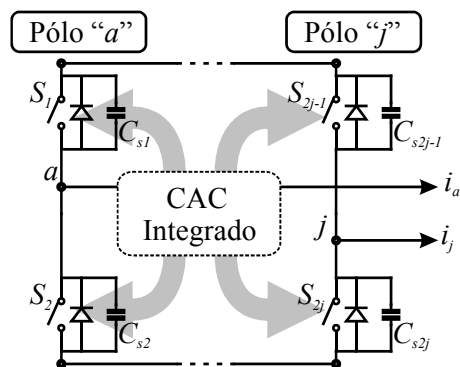 Pólo “a”
Pólo “j”
S1
Cs1
S2j-1
Cs2j-1
a
CAC
Integrado
ia
j
ij
S2
Cs2
S2j
Cs2j